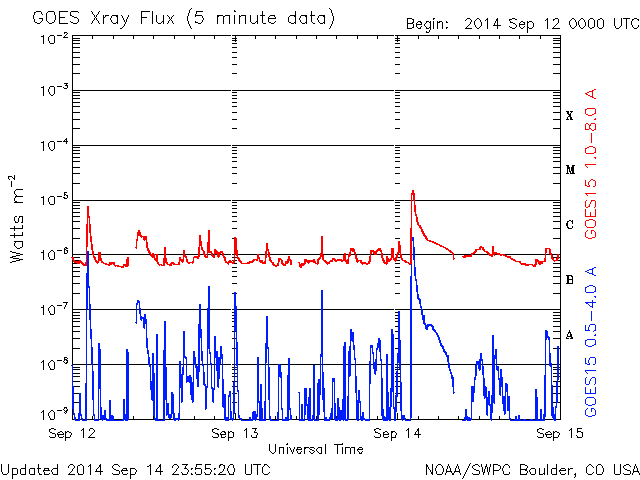 GOES Xray Flux (5 minute data)
Begin: 2014 Sep 12 0000 UTC
10⁻²
10⁻³
10⁻⁴
10⁻⁵
10⁻⁶
10⁻⁷
10⁻⁸
10⁻⁹
Watts m⁻²
X
M
C
B
A
GOES15 1.0–8.0 A
GOES15 0.5–4.0 A
Sep 12
Sep 13
Sep 14
Sep 15
Universal Time
Updated 2014 Sep 14 23:55:20 UTC
NOAA/SWPC Boulder, CO USA